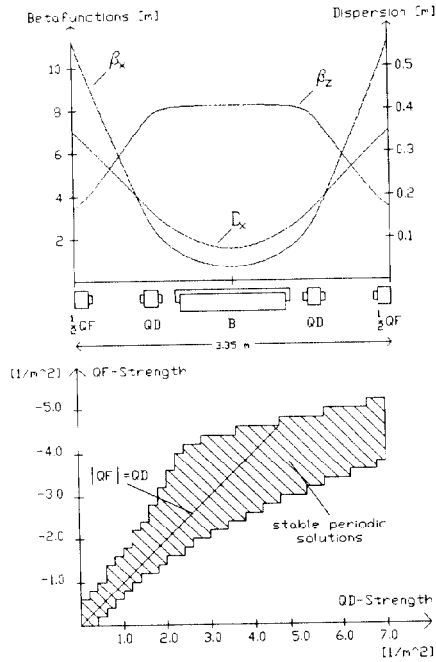 Betafunctions [m]
Dispersion [m]
βx
βz
10
8
6
4
2
0.5
0.4
0.3
0.2
0.1
Dx
½QF
QD
B
QD
½QF
3.35 m
[1/m^2]
QF-Strength
-5.0
-4.0
-3.0
-2.0
-1.0
|QF|=QD
stable periodic
solutions
QD-Strength
1.0
2.0
3.0
4.0
5.0
6.0
7.0
[1/m^2]